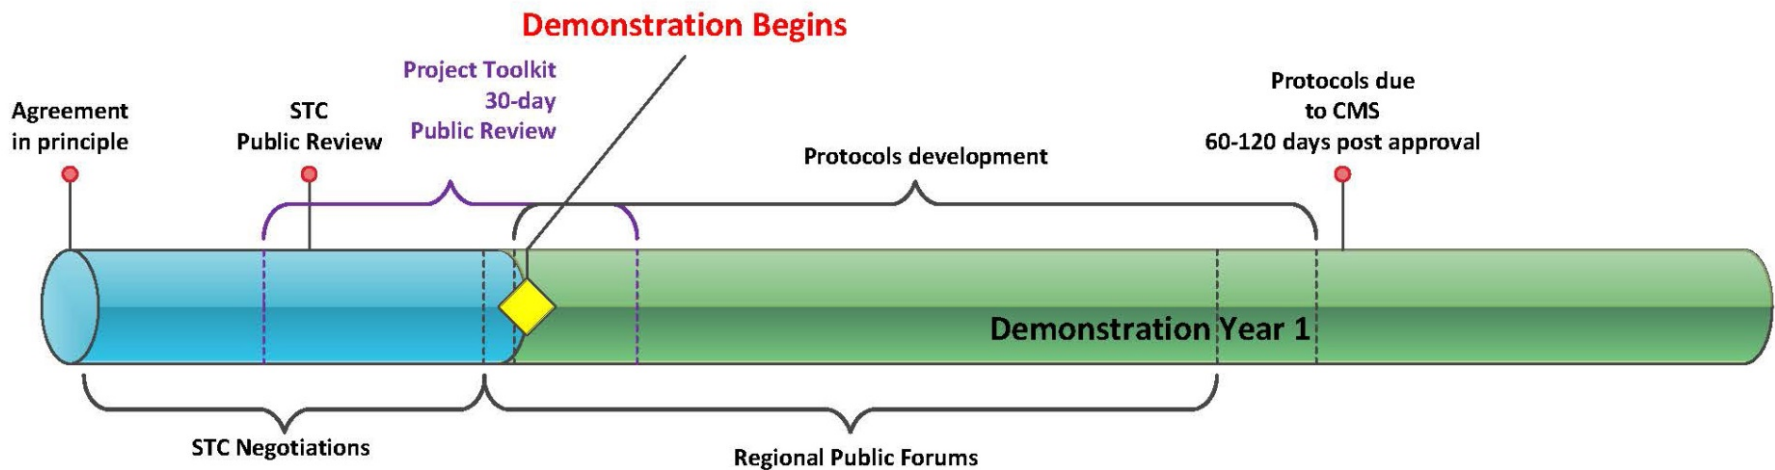 Demonstration Begins
Agreement
in principle
STC
Public Review
Project Toolkit
30-day
Public Review
Protocols development
Protocols due
to CMS
60-120 days post approval
Demonstration Year 1
STC Negotiations
Regional Public Forums